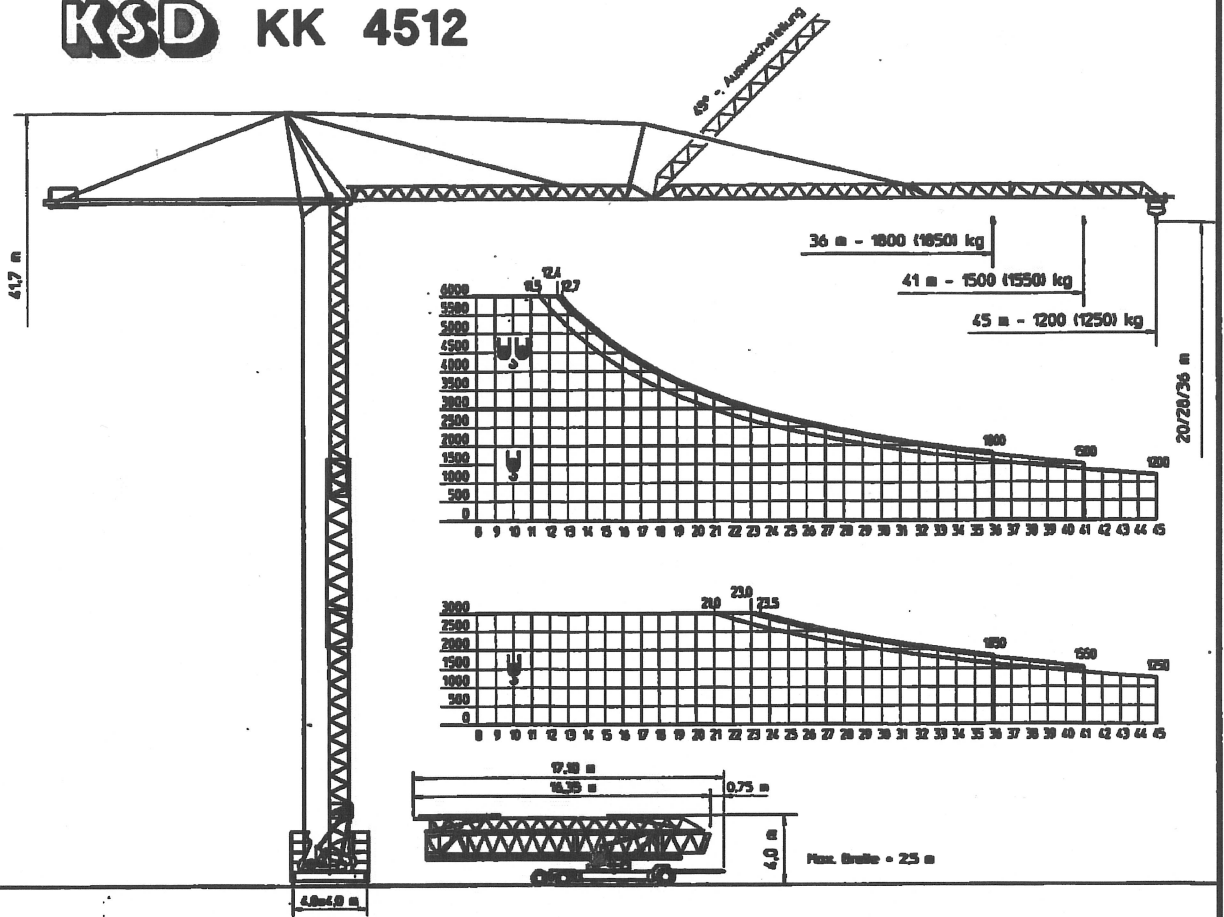 KSD KK 4512
45° - Ausweichstellung
41,7 m
36 m - 1800 (1850) kg
41 m - 1500 (1550) kg
45 m - 1200 (1250) kg
20/28/36 m
11,5 12,4 12,7
6000
5500
5000
4500
4000
3500
3000
2500
2000
1500
1000
500
0
1800 1500 1200
8 9 10 11 12 13 14 15 16 17 18 19 20 21 22 23 24 25 26 27 28 29 30 31 32 33 34 35 36 37 38 39 40 41 42 43 44 45
21,0 23,0 23,5
3000
2500
2000
1500
1000
500
0
1850 1550 1250
8 9 10 11 12 13 14 15 16 17 18 19 20 21 22 23 24 25 26 27 28 29 30 31 32 33 34 35 36 37 38 39 40 41 42 43 44 45
17,10 m
16,35 m 0,75 m
4,0 m
Max. Breite = 2,5 m
4,0x4,0 m